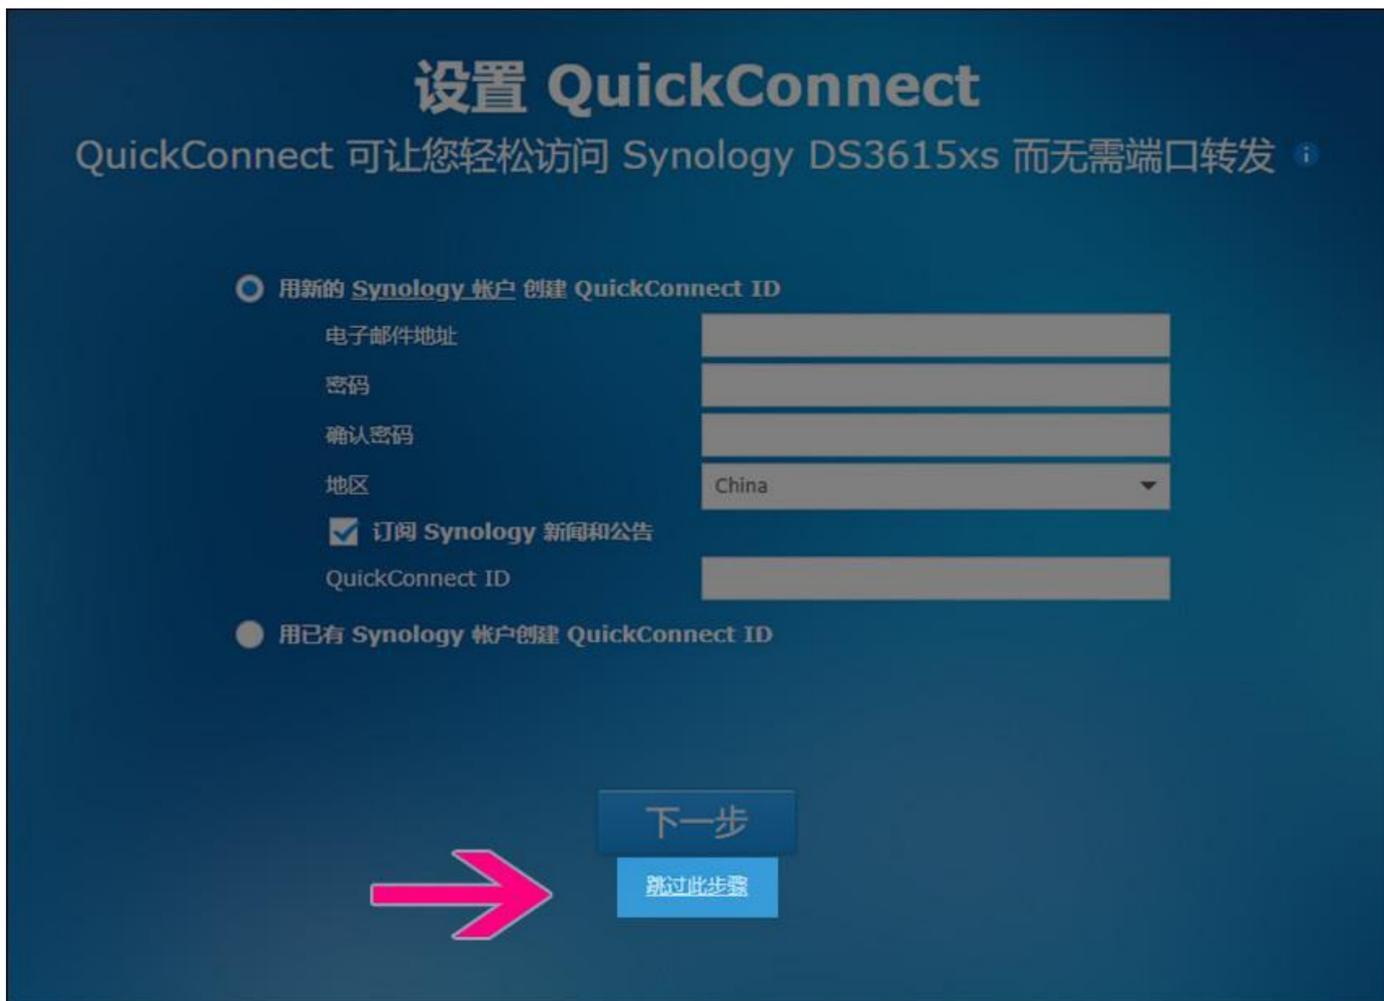 设置 QuickConnect
QuickConnect 可让您轻松访问 Synology DS3615xs 而无需端口转发
用新的 Synology 帐户 创建 QuickConnect ID
电子邮件地址
密码
确认密码
地区 China
订阅 Synology 新闻和公告
QuickConnect ID
用已有 Synology 帐户创建 QuickConnect ID
下一步
跳过此步骤